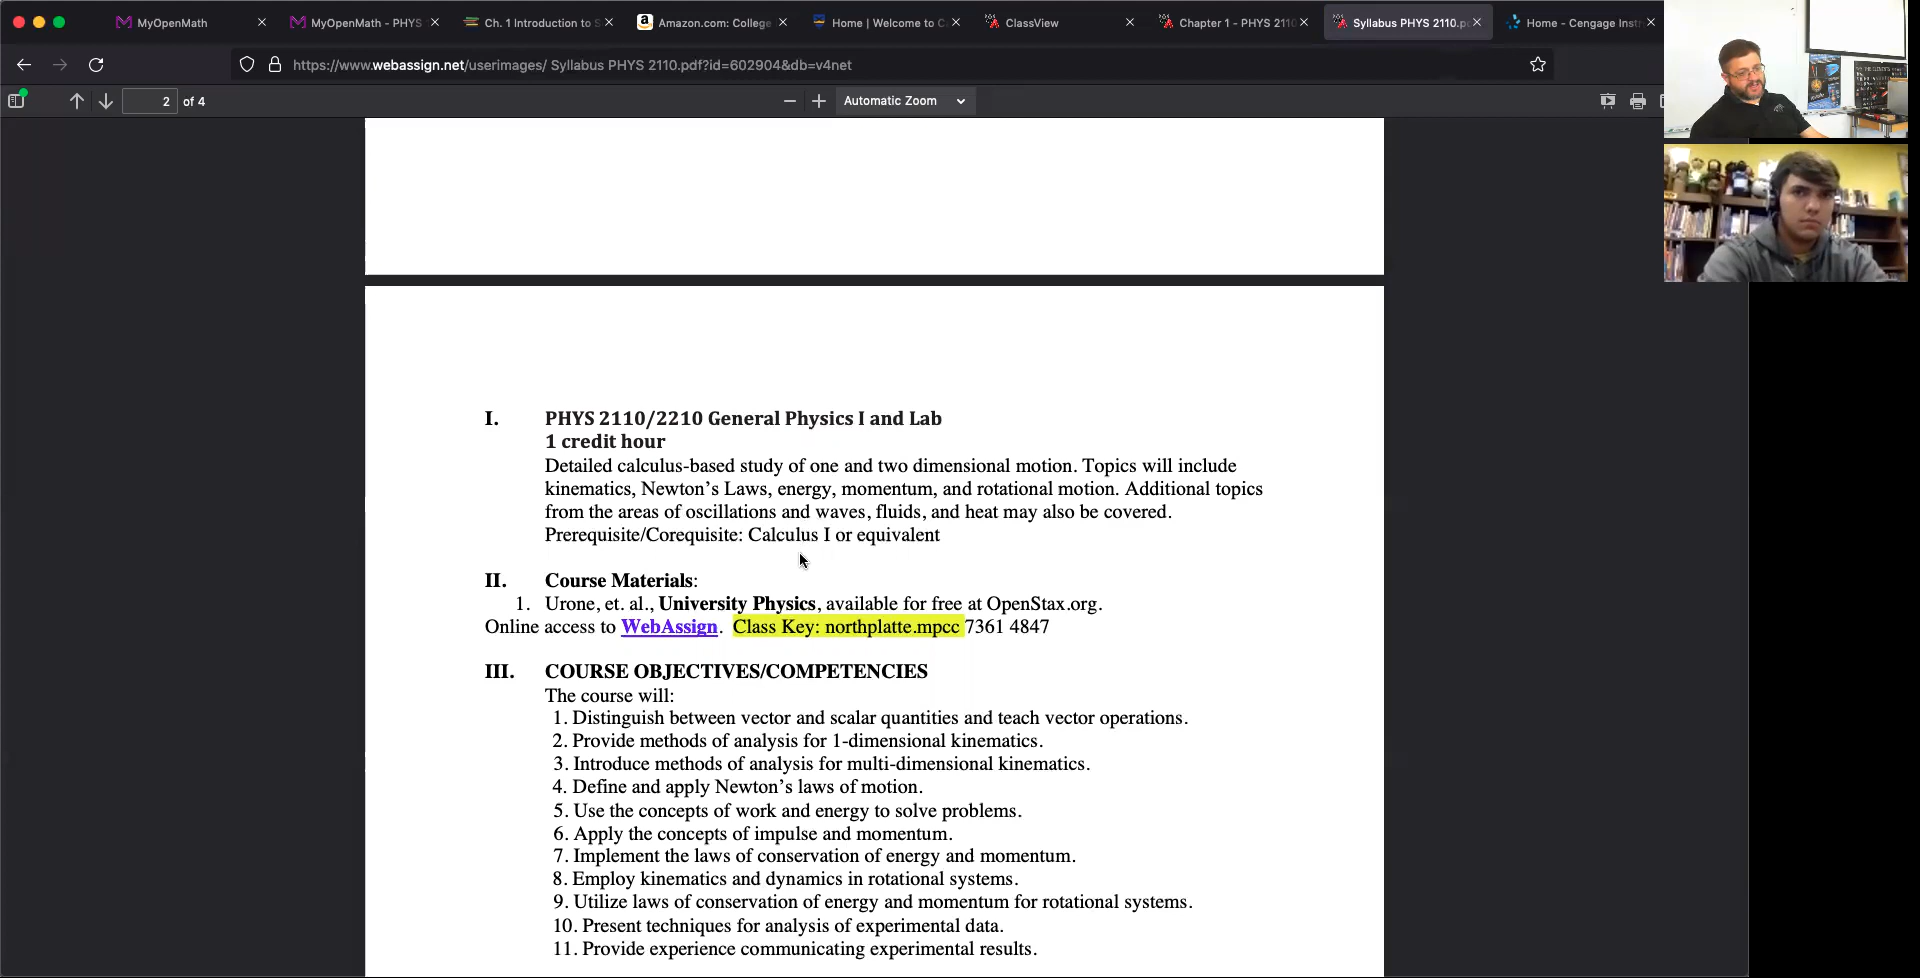 MyOpenMath
MyOpenMath - PHYS
Ch. 1 Introduction to S
Amazon.com: College
Home | Welcome to C
ClassView
Chapter 1 - PHYS 2110
Syllabus PHYS 2110.p
Home - Cengage Inst
https://www.webassign.net/userimages/ Syllabus PHYS 2110.pdf?id=602904&db=v4net
2 of 4
Automatic Zoom
I. PHYS 2110/2210 General Physics I and Lab
1 credit hour
Detailed calculus-based study of one and two dimensional motion. Topics will include
kinematics, Newton’s Laws, energy, momentum, and rotational motion. Additional topics
from the areas of oscillations and waves, fluids, and heat may also be covered.
Prerequisite/Corequisite: Calculus I or equivalent
II. Course Materials:
1. Urone, et. al., University Physics, available for free at OpenStax.org.
Online access to WebAssign. Class Key: northplatte.mpcc 7361 4847
III. COURSE OBJECTIVES/COMPETENCIES
The course will:
1. Distinguish between vector and scalar quantities and teach vector operations.
2. Provide methods of analysis for 1-dimensional kinematics.
3. Introduce methods of analysis for multi-dimensional kinematics.
4. Define and apply Newton’s laws of motion.
5. Use the concepts of work and energy to solve problems.
6. Apply the concepts of impulse and momentum.
7. Implement the laws of conservation of energy and momentum.
8. Employ kinematics and dynamics in rotational systems.
9. Utilize laws of conservation of energy and momentum for rotational systems.
10. Present techniques for analysis of experimental data.
11. Provide experience communicating experimental results.